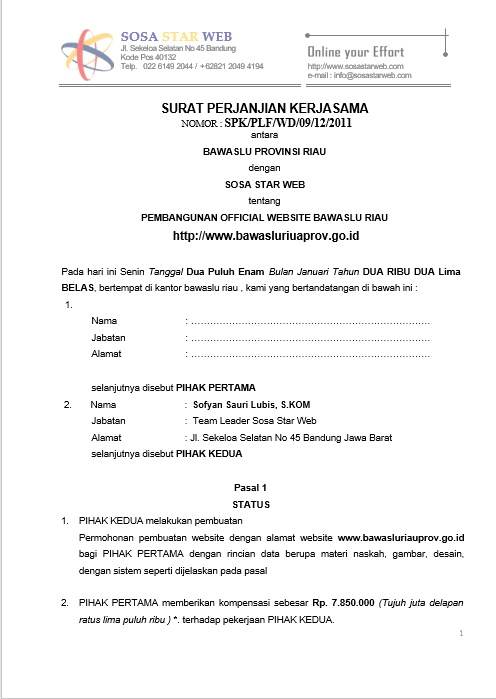 SOSA STAR WEB
Jl. Sekeloa Selatan No 45 Bandung
Kode Pos 40132
Telp. 022 6149 2044 / +62821 2049 4194
Online your Effort
http://www.sosastarweb.com
e-mail : info@sosastarweb.com
SURAT PERJANJIAN KERJASAMA
NOMOR : SPK/PLF/WD/09/12/2011
antara
BAWASLU PROVINSI RIAU
dengan
SOSA STAR WEB
tentang
PEMBANGUNAN OFFICIAL WEBSITE BAWASLU RIAU
http://www.bawasluriuaprov.go.id
Pada hari ini Senin Tanggal Dua Puluh Enam Bulan Januari Tahun DUA RIBU DUA Lima
BELAS, bertempat di kantor bawaslu riau , kami yang bertandatangan di bawah ini :
1.
Nama : ……………………………………………………………………
Jabatan : ……………………………………………………………………
Alamat : ……………………………………………………………………
selanjutnya disebut PIHAK PERTAMA
2. Nama : Sofyan Sauri Lubis, S.KOM
Jabatan : Team Leader Sosa Star Web
Alamat : Jl. Sekeloa Selatan No 45 Bandung Jawa Barat
selanjutnya disebut PIHAK KEDUA
Pasal 1
STATUS
1. PIHAK KEDUA melakukan pembuatan
Permohonan pembuatan website dengan alamat website www.bawasluriauprov.go.id
bagi PIHAK PERTAMA dengan rincian data berupa materi naskah, gambar, desain,
dengan sistem seperti dijelaskan pada pasal
2. PIHAK PERTAMA memberikan kompensasi sebesar Rp. 7.850.000 (Tujuh juta delapan
ratus lima puluh ribu ) *. terhadap pekerjaan PIHAK KEDUA.
1